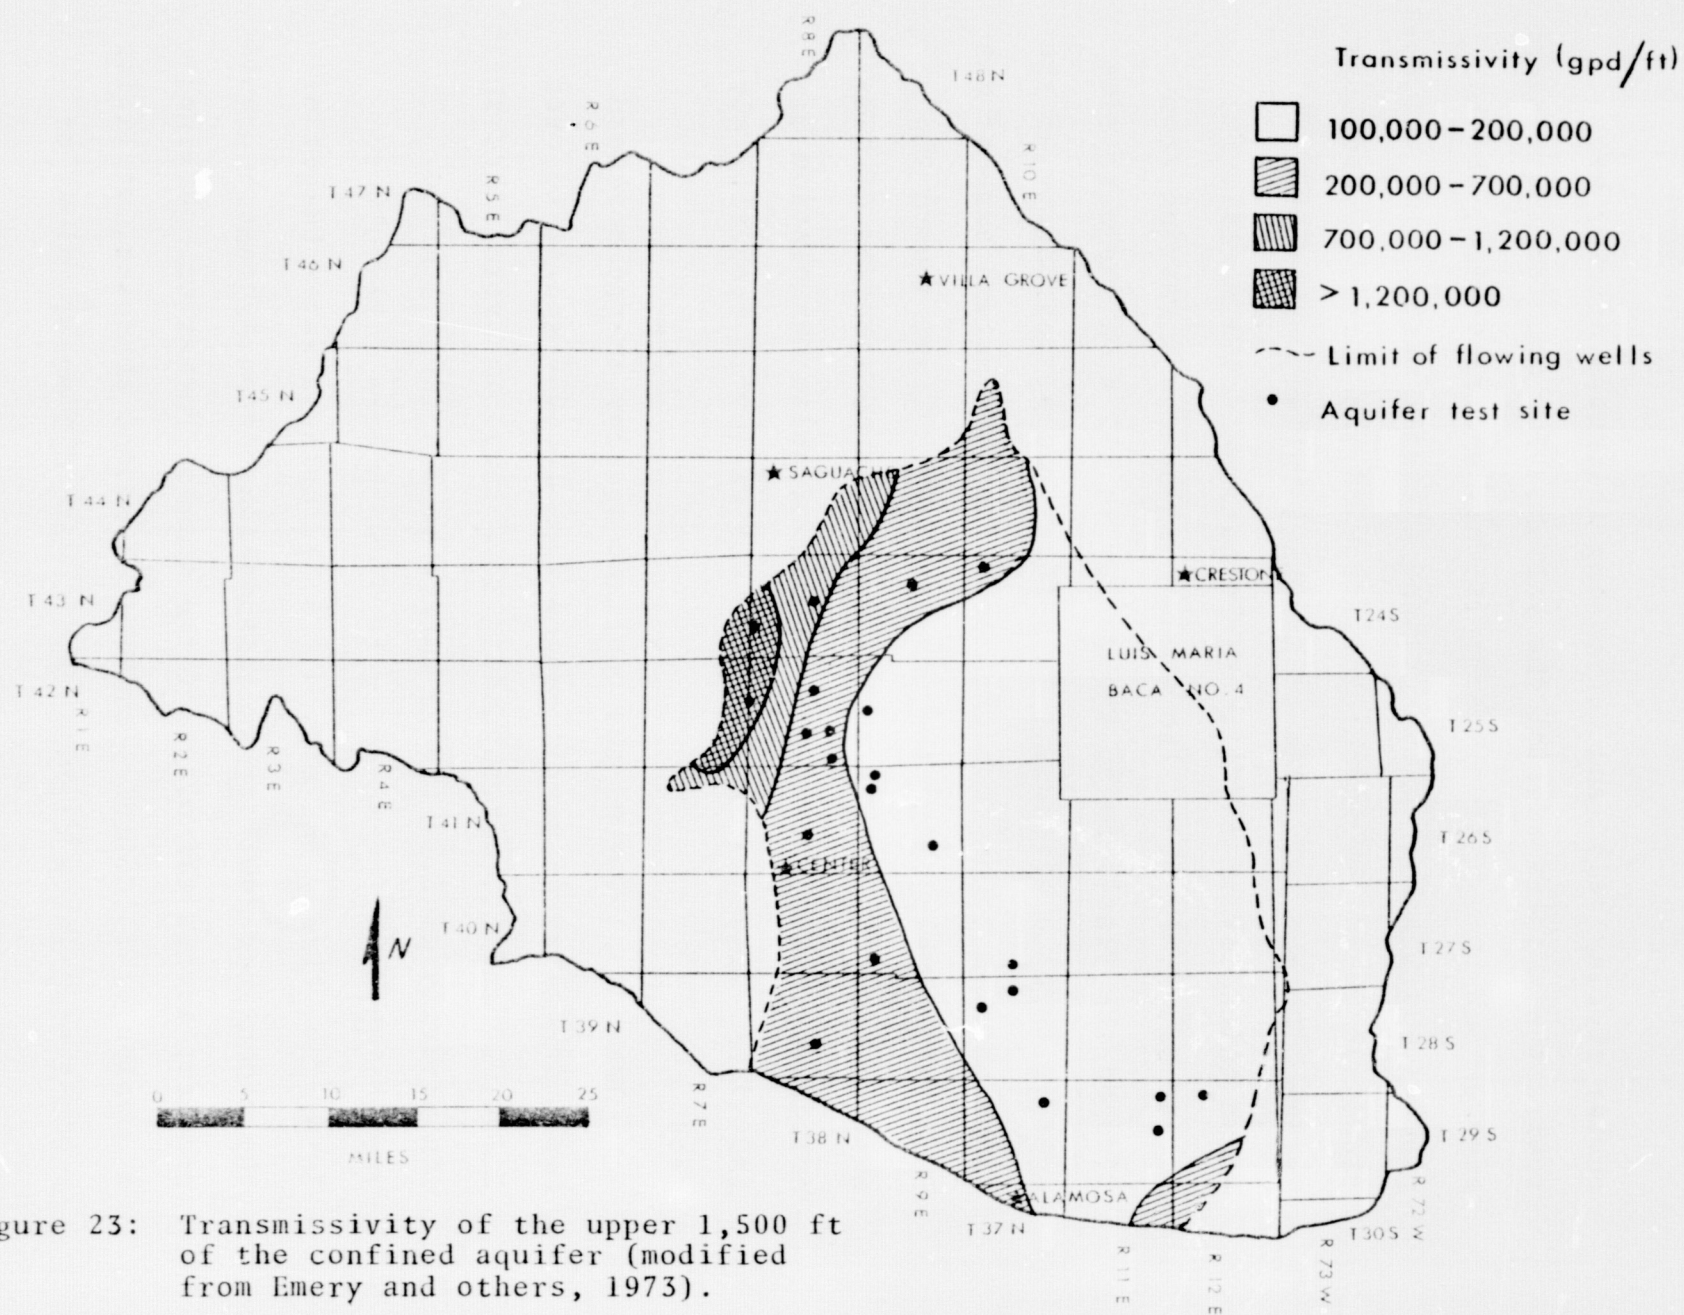 R 8 E
T 48 N
R 6 E
R 10 E
T 47 N
R 5 E
T 46 N
★ VILLA GROVE
T 45 N
★ SAGUACHE
T 44 N
★ CRESTON
T 43 N
T 24 S
LUIS MARIA
BACA NO. 4
T 42 N
R 1 E
R 2 E
R 3 E
R 4 E
T 25 S
T 41 N
T 26 S
★ CENTER
T 40 N
N
T 27 S
T 39 N
T 28 S
0 5 10 15 20 25
MILES
R 7 E
T 38 N
T 29 S
R 9 E
★ ALAMOSA
T 37 N
R 11 E
R 12 E
R 73 W
T 30 S
R 72 W
Transmissivity (gpd/ft)
100,000-200,000
200,000-700,000
700,000-1,200,000
>1,200,000
Limit of flowing wells
Aquifer test site
gure 23: Transmissivity of the upper 1,500 ft
of the confined aquifer (modified
from Emery and others, 1973).